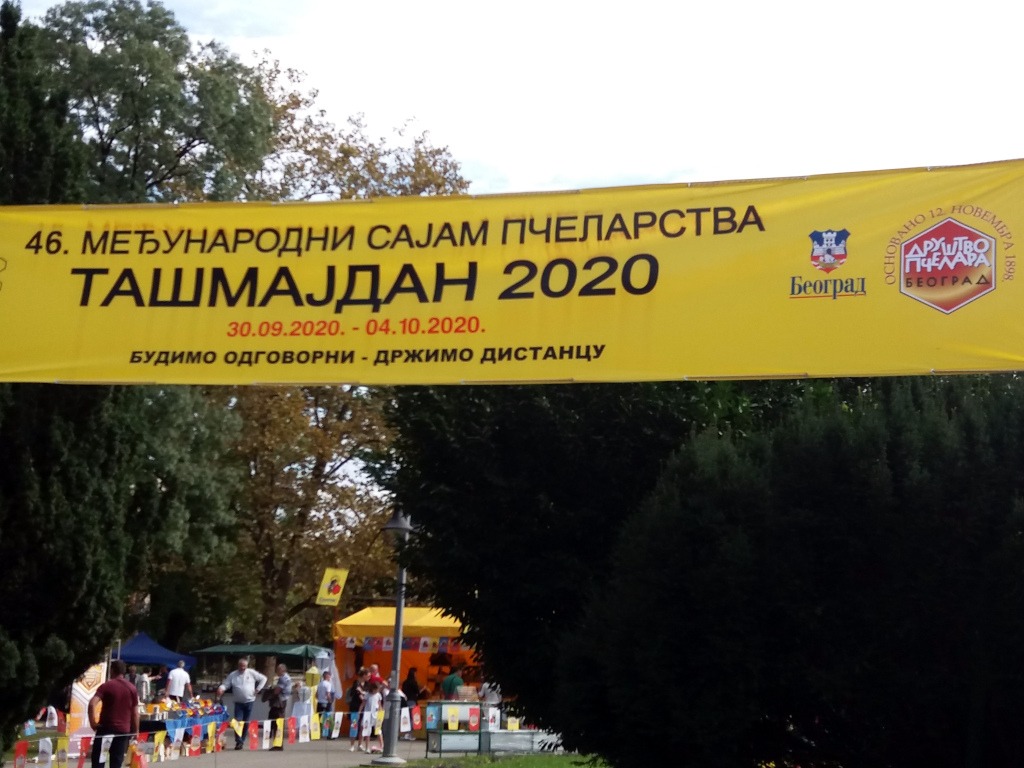 46. МЕЂУНАРОДНИ САЈАМ ПЧЕЛАРСТВА
ТАШМАЈДАН 2020
30.09.2020. - 04.10.2020.
БУДИМО ОДГОВОРНИ - ДРЖИМО ДИСТАНЦУ
Београд
ОСНОВАНО 12. НОВЕМБРА 1898.
ДРУШТВО
ПЧЕЛАРА
БЕОГРАД